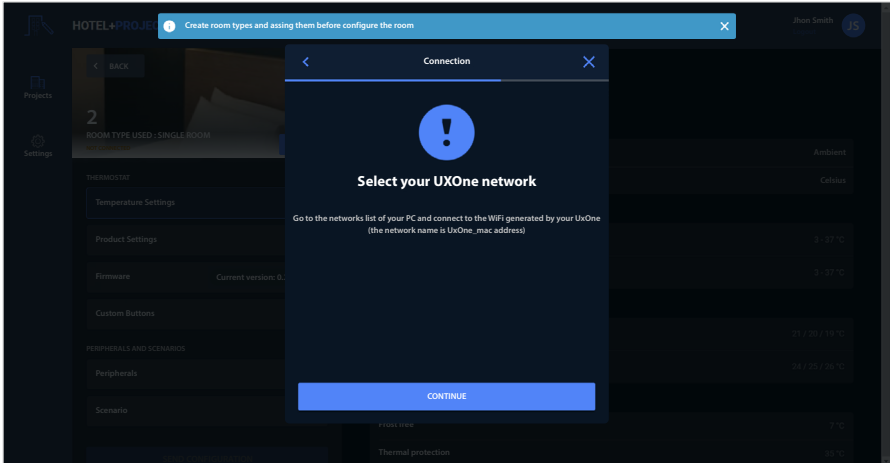 HOTEL+PROJE
Create room types and assing them before configure the room
Jhon Smith
JS
BACK
Connection
Projects
2
ROOM TYPE USED : SINGLE ROOM
Settings
Ambient
THERMOSTAT
Select your UXOne network
Celsius
Temperature Settings
Go to the networks list of your PC and connect to the WiFi generated by your UxOne
(the network name is UxOne_mac address)
Product Settings
3 - 37 °C
Firmware
Current version: 0.
3 - 37 °C
Custom Buttons
21 / 20 / 19 °C
PERIPHERALS AND SCENARIOS
Peripherals
CONTINUE
Scenario
Frost free
7 °C
Thermal protection
35 °C